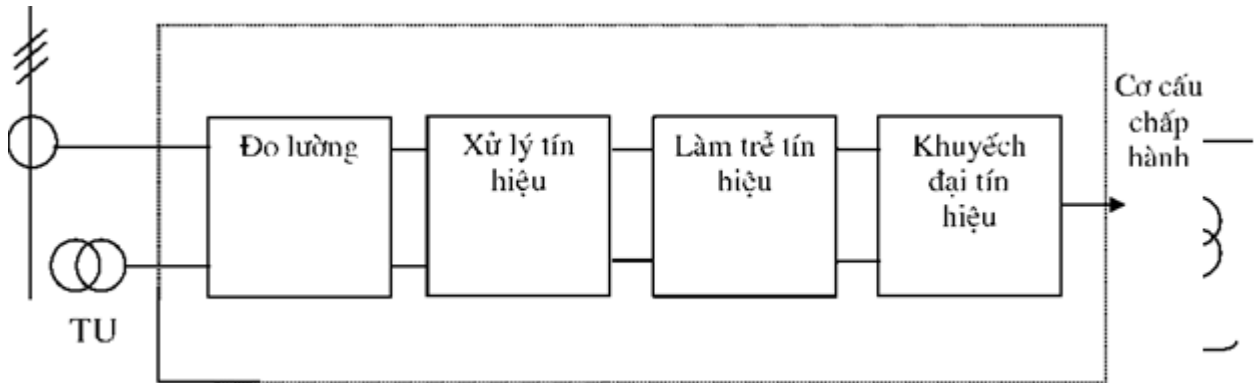 Đo lường
Xử lý tín
hiệu
Làm trễ tín
hiệu
Khuyếch
đại tín
hiệu
Cơ cấu
chấp
hành
TU